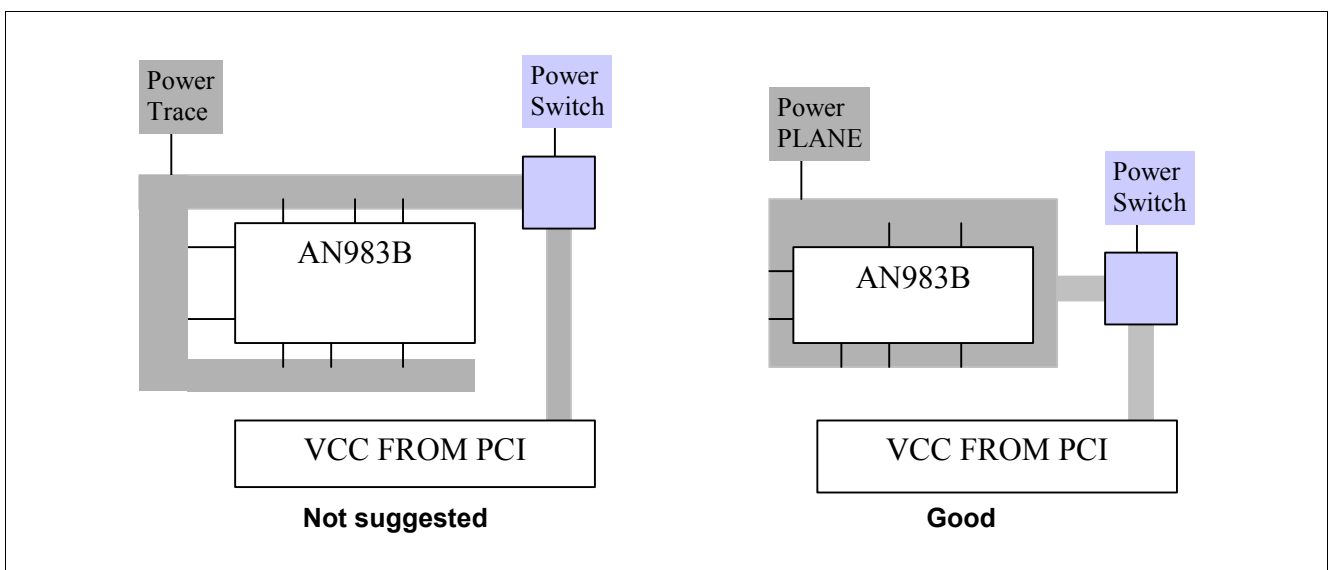 Power
Trace
Power
Switch
AN983B
VCC FROM PCI
Not suggested
Power
PLANE
Power
Switch
AN983B
VCC FROM PCI
Good